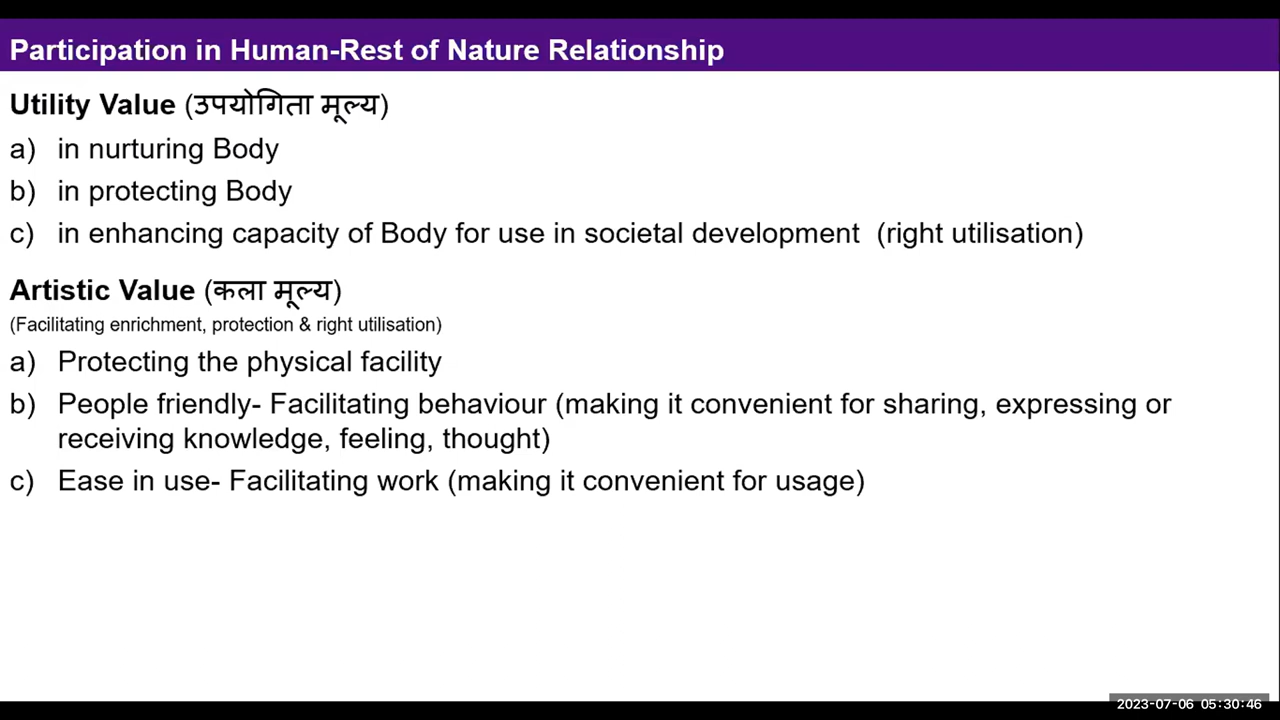 Participation in Human-Rest of Nature Relationship
Utility Value (उपयोगिता मूल्य)
a) in nurturing Body
b) in protecting Body
c) in enhancing capacity of Body for use in societal development (right utilisation)
Artistic Value (कला मूल्य)
(Facilitating enrichment, protection & right utilisation)
a) Protecting the physical facility
b) People friendly- Facilitating behaviour (making it convenient for sharing, expressing or
receiving knowledge, feeling, thought)
c) Ease in use- Facilitating work (making it convenient for usage)
2023-07-06 05:30:46